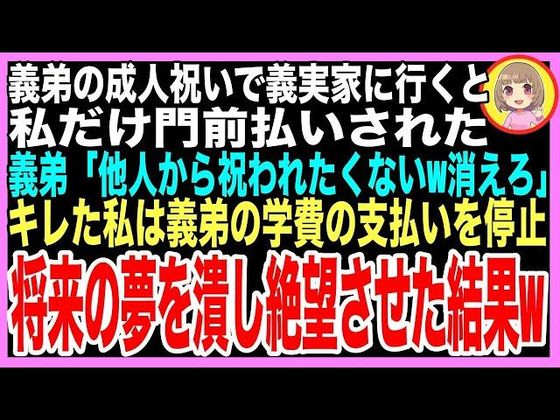 義弟の成人祝いで義実家に行くと
私だけ門前払いされた
義弟「他人から祝われたくないw消えろ」
キレた私は義弟の学費の支払いを停止
将来の夢を潰し絶望させた結果w